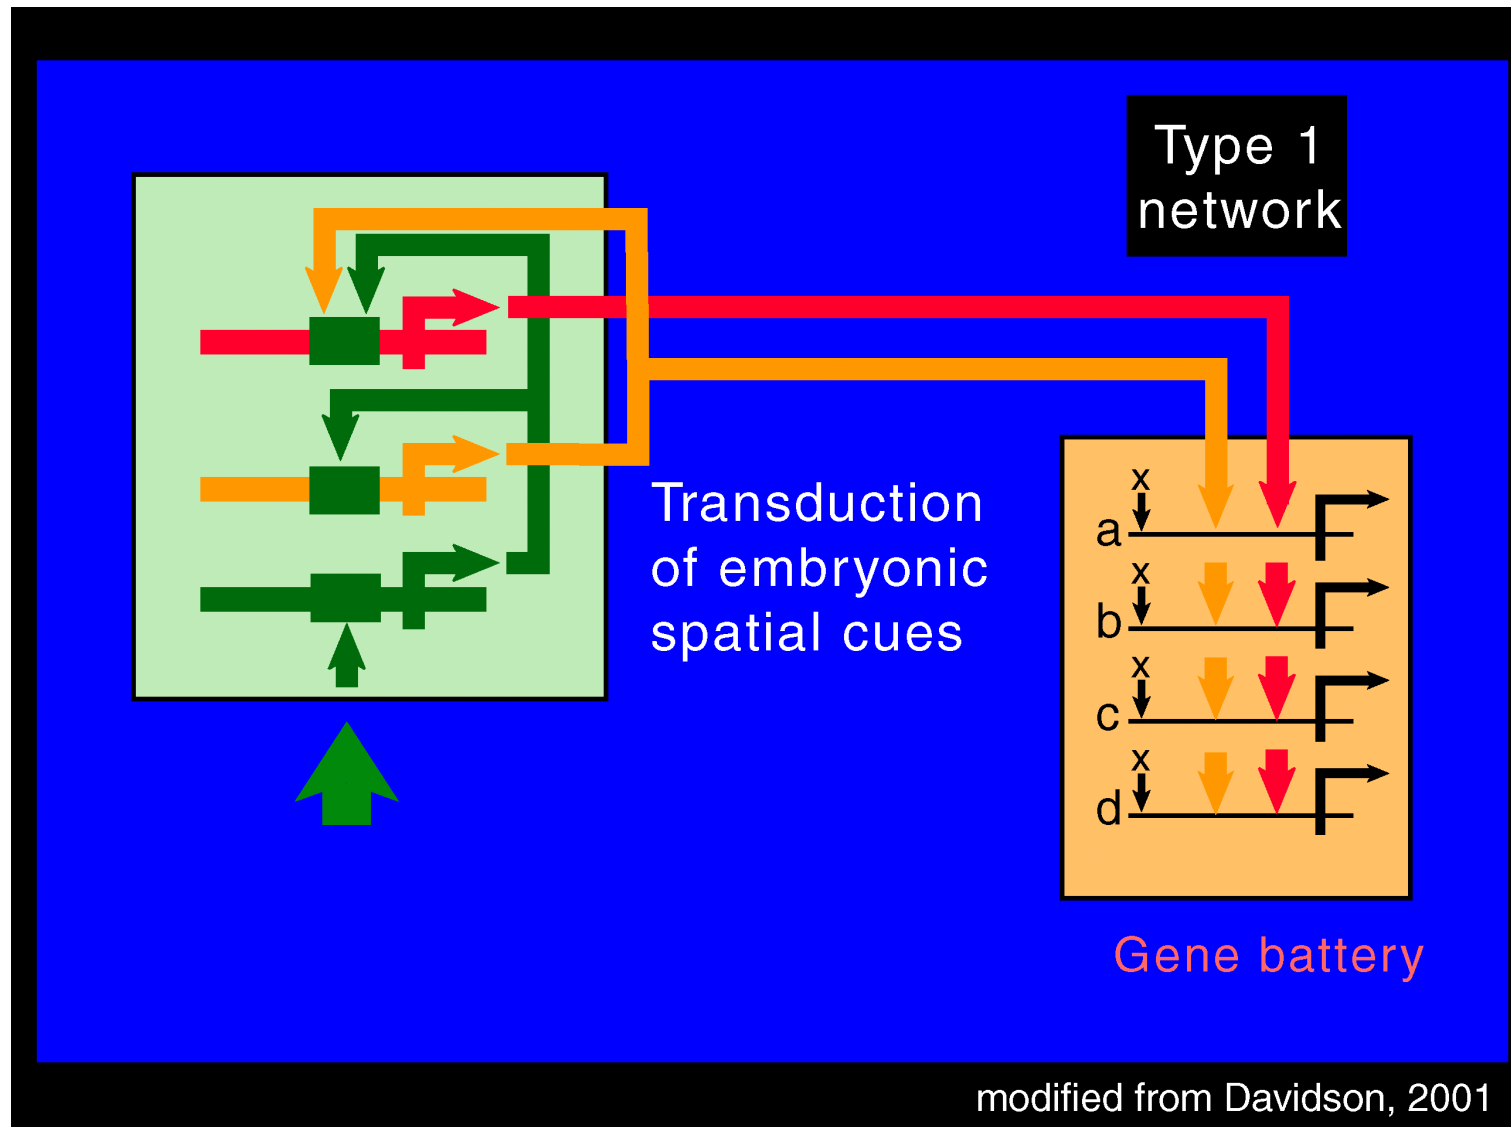 Type 1
network
Transduction
of embryonic
spatial cues
x
a
x
b
x
c
x
d
Gene battery
modified from Davidson, 2001